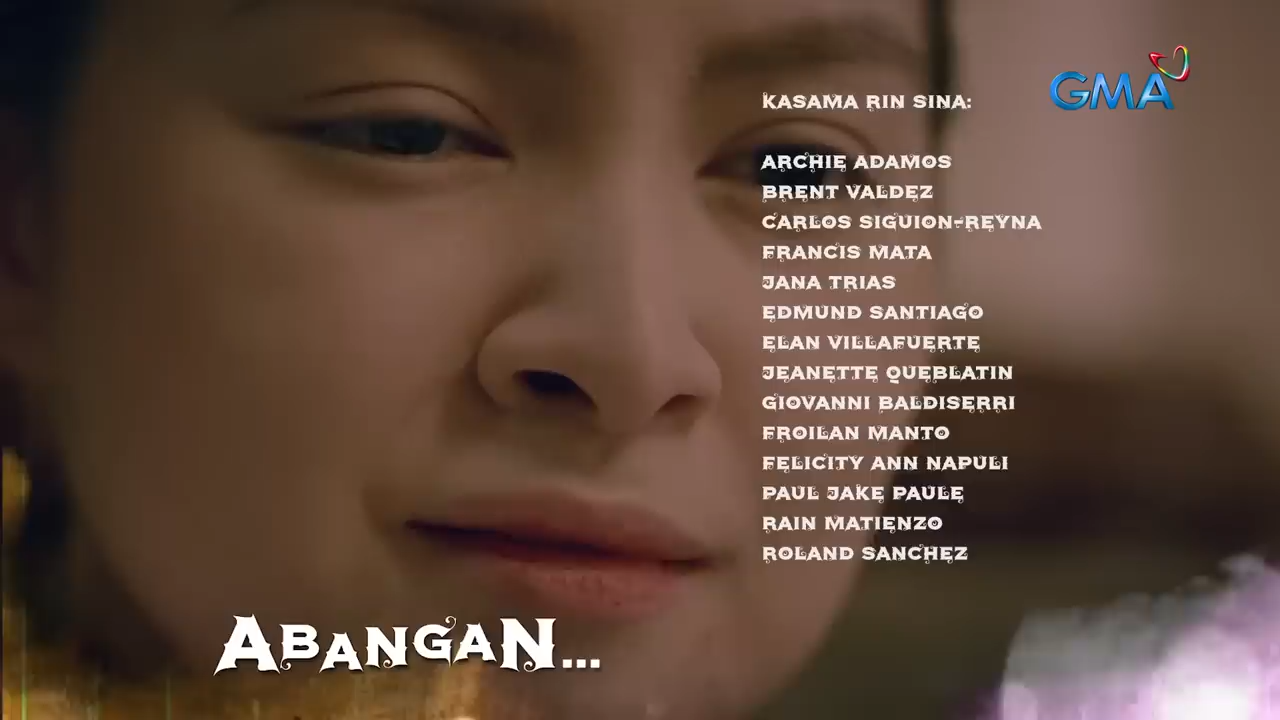 GMA
KASAMA RIN SINA:
ARCHIE ADAMOS
BRENT VALDEZ
CARLOS SIGUION-REYNA
FRANCIS MATA
JANA TRIAS
EDMUND SANTIAGO
ELAN VILLAFUERTE
JEANETTE QUEBLATIN
GIOVANNI BALDISERRI
FROILAN MANTO
FELICITY ANN NAPULI
PAUL JAKE PAULE
RAIN MATIENZO
ROLAND SANCHEZ
ABANGAN...